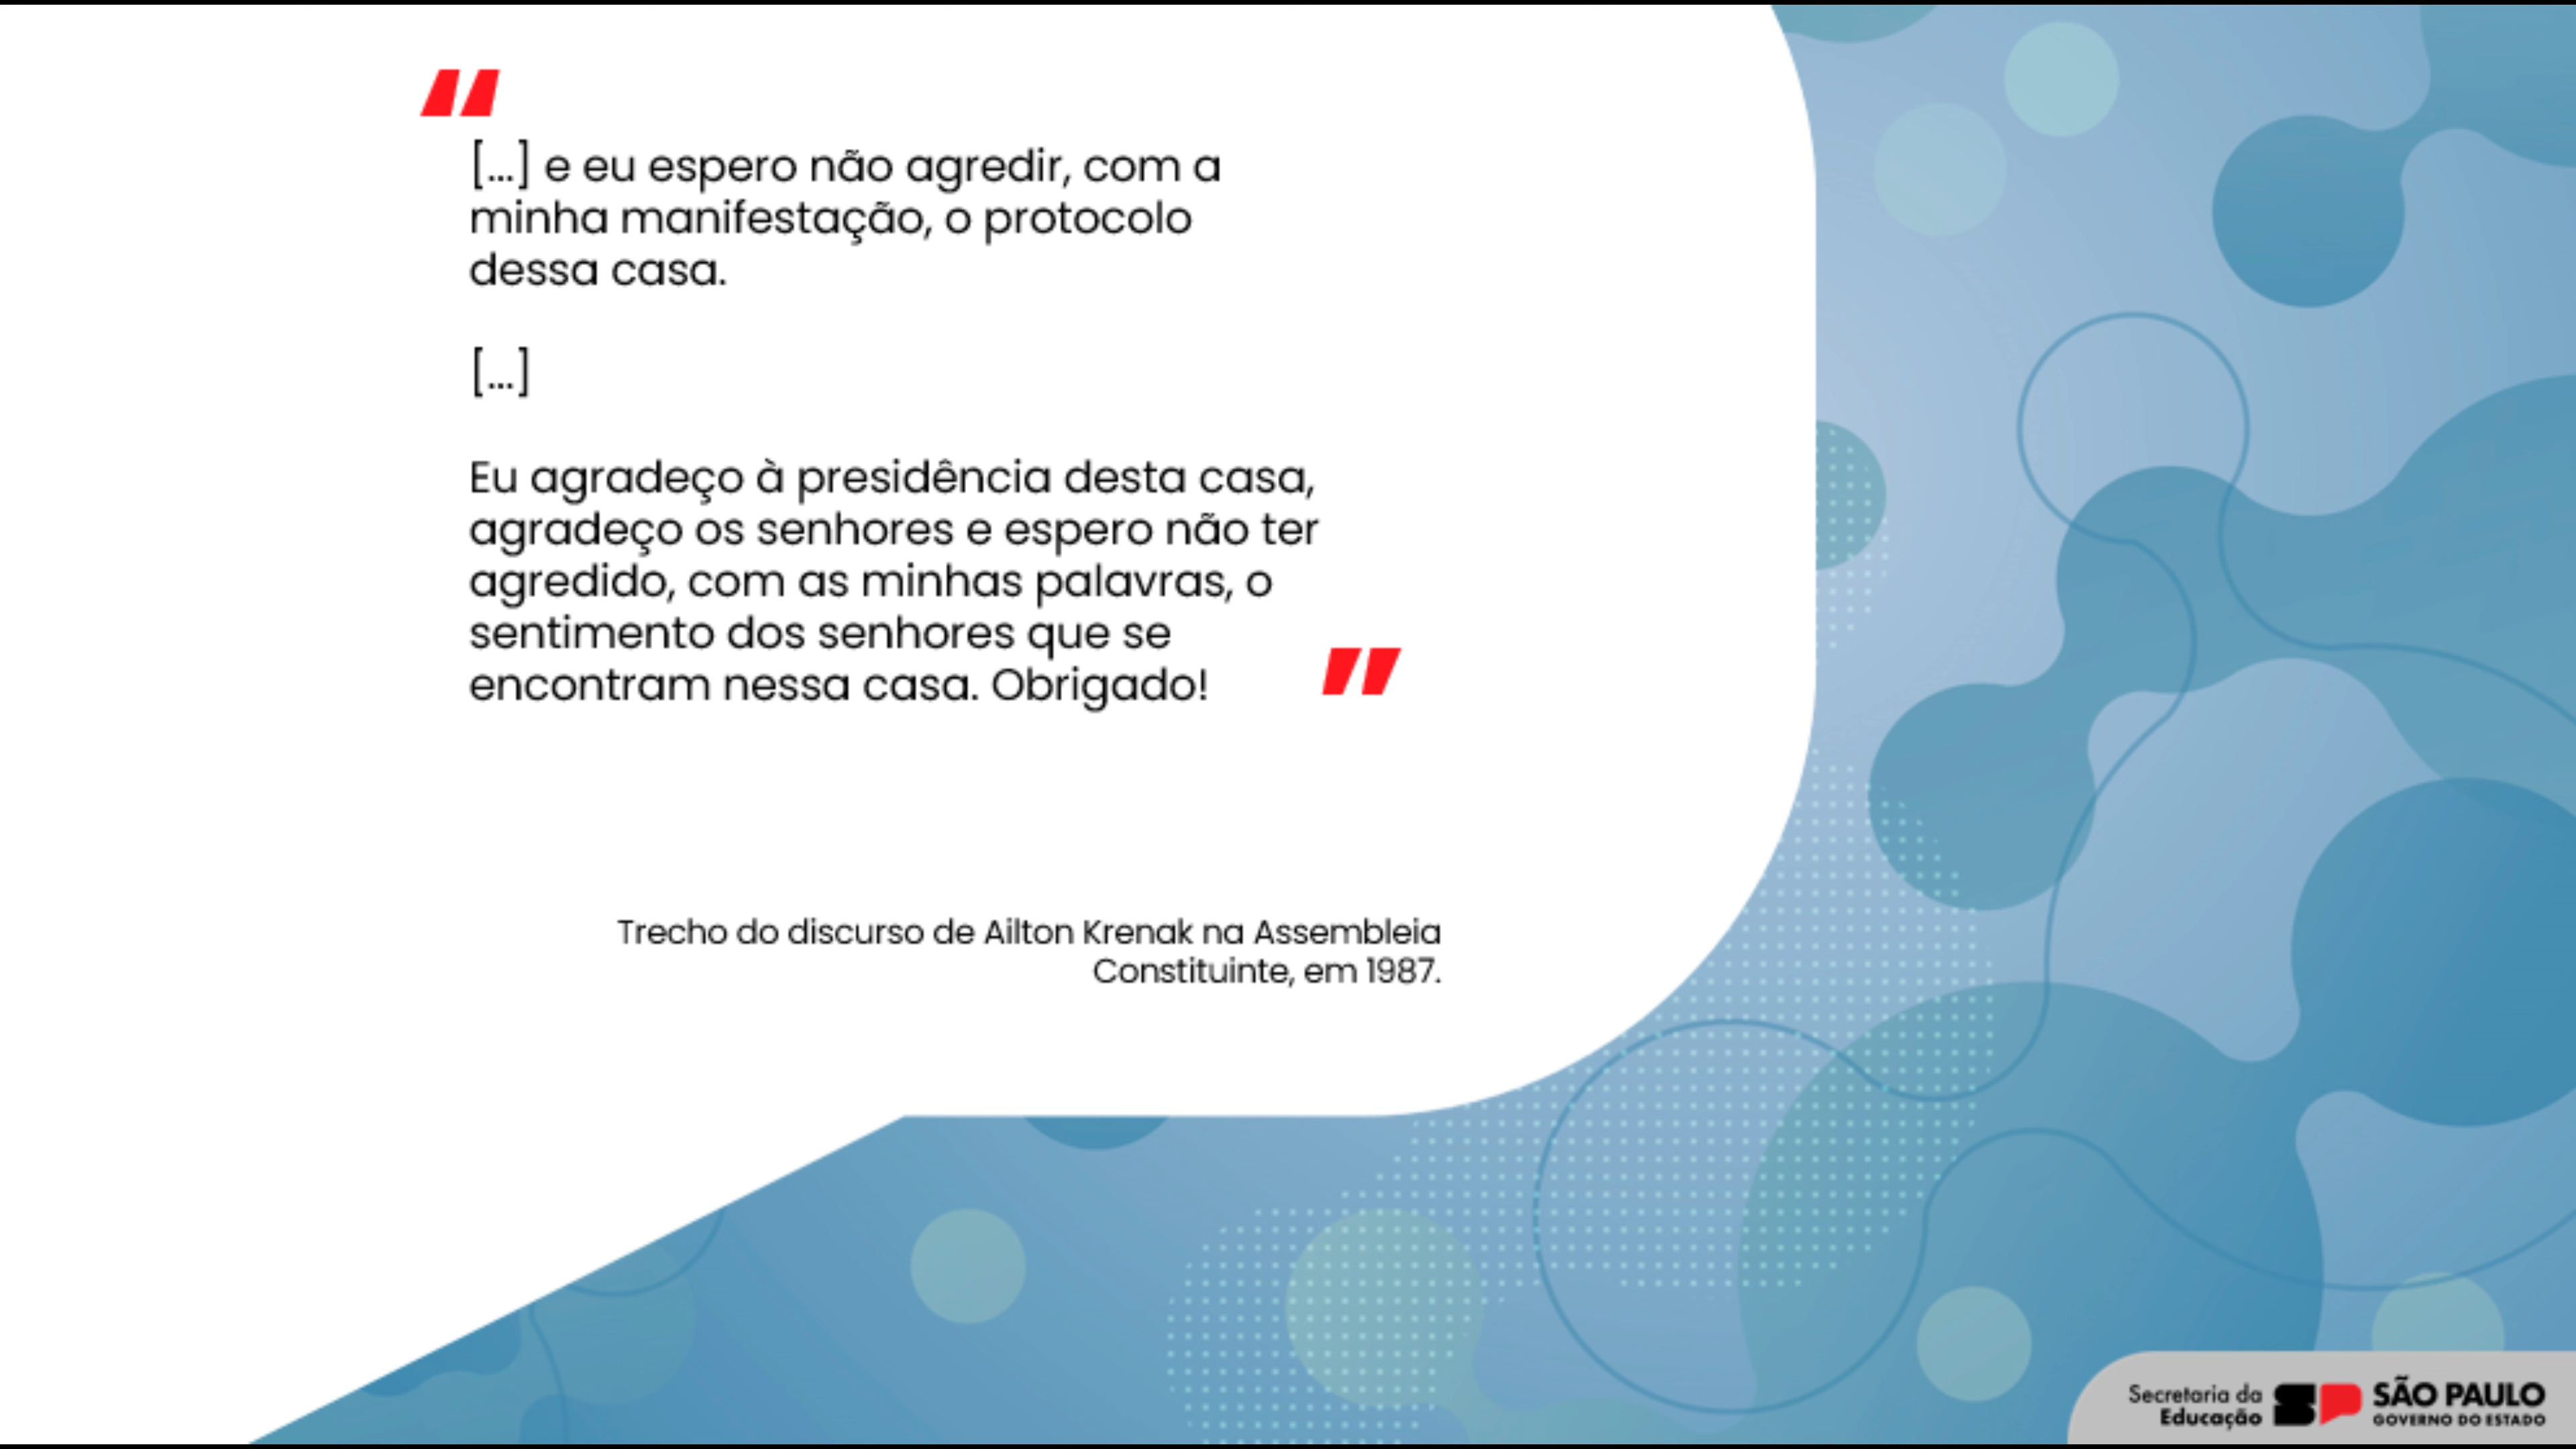 “
[...] e eu espero não agredir, com a
minha manifestação, o protocolo
dessa casa.
[...]
Eu agradeço à presidência desta casa,
agradeço os senhores e espero não ter
agredido, com as minhas palavras, o
sentimento dos senhores que se
encontram nessa casa. Obrigado!
”
Trecho do discurso de Ailton Krenak na Assembleia
Constituinte, em 1987.
Secretaria da
Educação
SP
SÃO PAULO
GOVERNO DO ESTADO